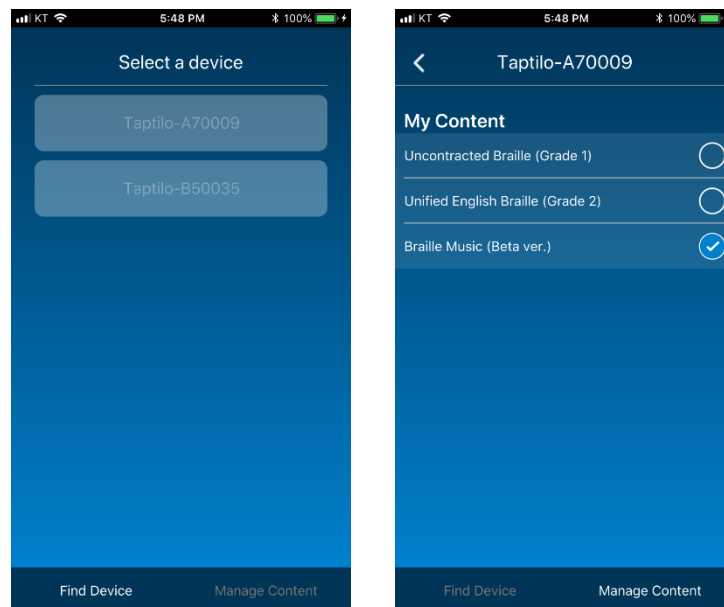 KT 5:48 PM 100%
Select a device
Taptilo-A70009
Taptilo-B50035
Find Device Manage Content
KT 5:48 PM 100%
Taptilo-A70009
My Content
Uncontracted Braille (Grade 1)
Unified English Braille (Grade 2)
Braille Music (Beta ver.)
Find Device Manage Content